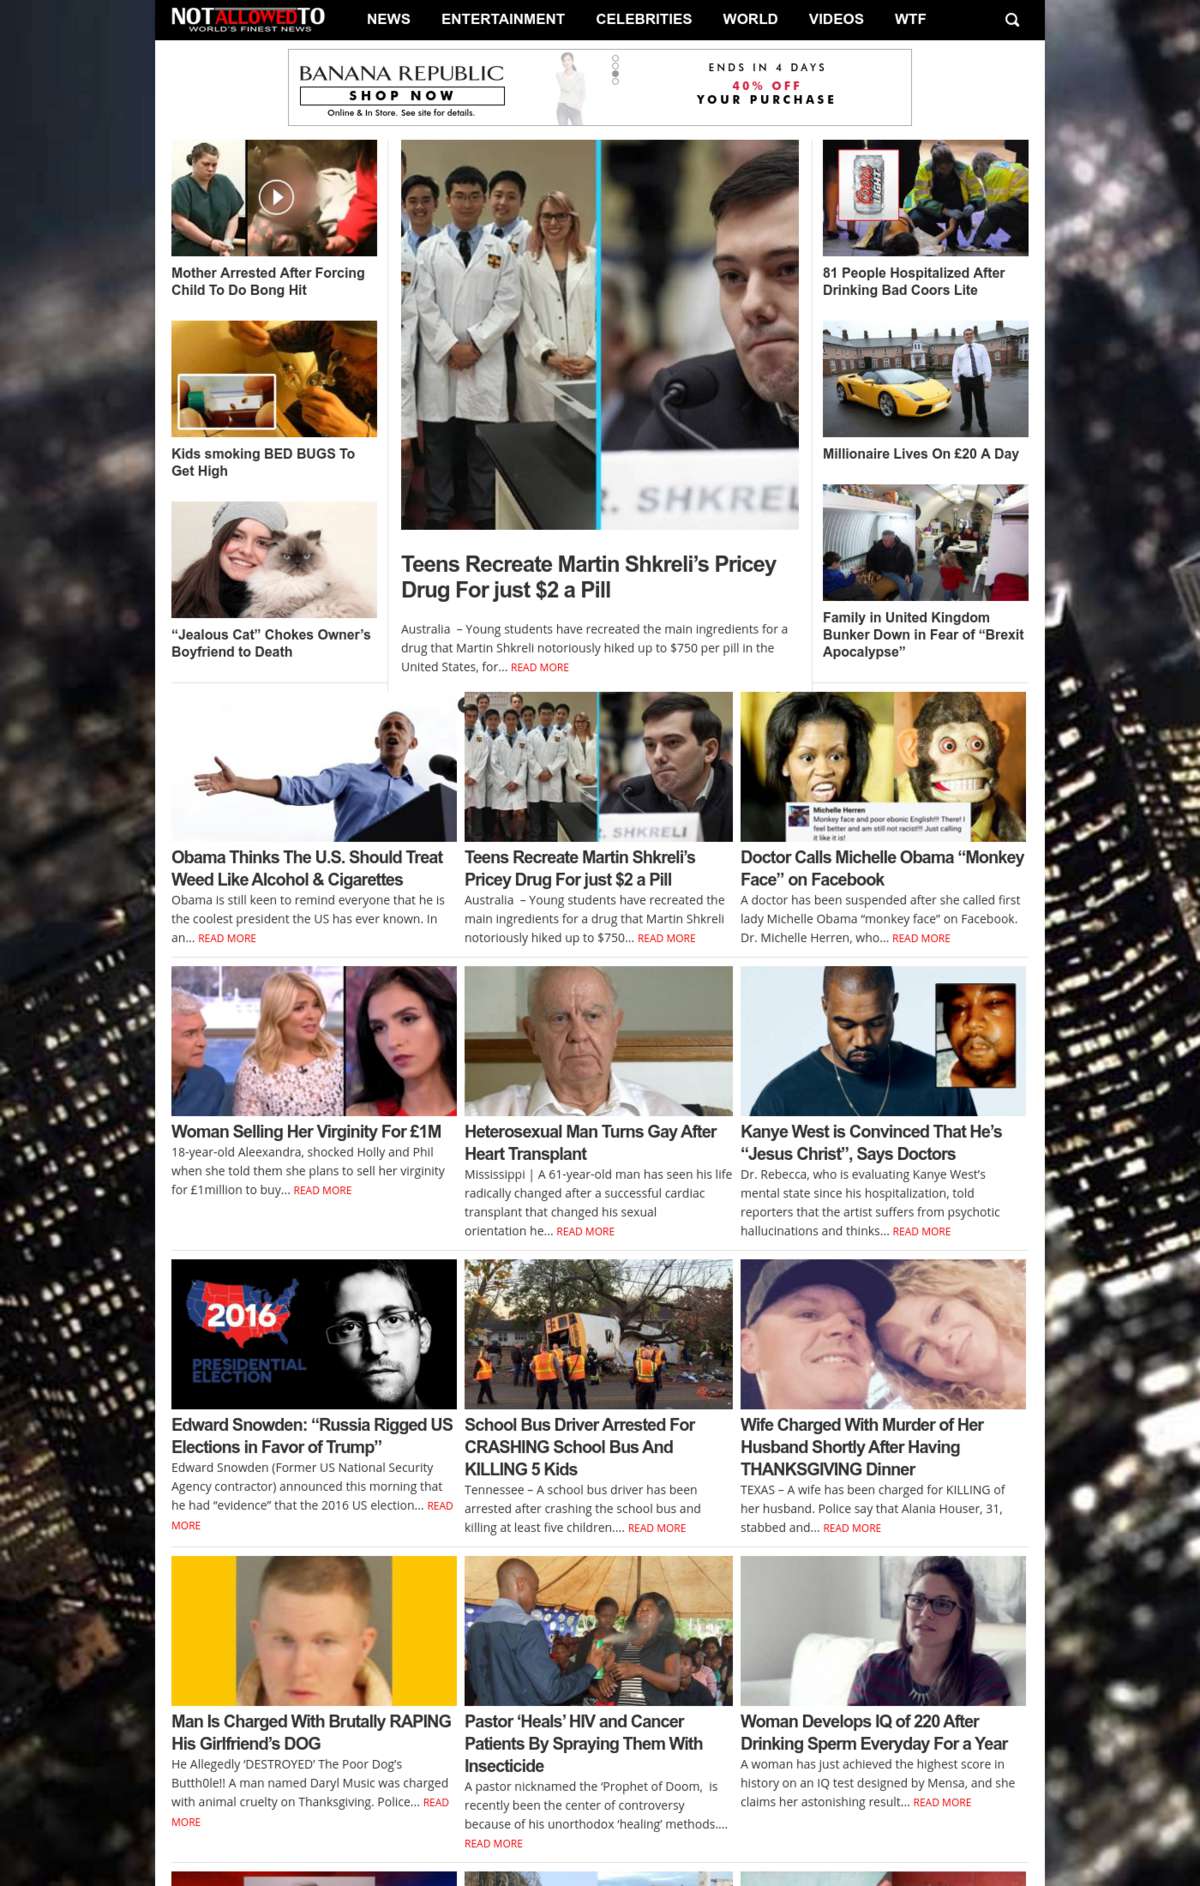 NOTALLOWEDTO
WORLD'S FINEST NEWS
NEWS ENTERTAINMENT CELEBRITIES WORLD VIDEOS WTF
BANANA REPUBLIC
SHOP NOW
Online & In Store. See site for details.
ENDS IN 4 DAYS
40% OFF
YOUR PURCHASE
Mother Arrested After Forcing
Child To Do Bong Hit
Kids smoking BED BUGS To
Get High
“Jealous Cat” Chokes Owner’s
Boyfriend to Death
R. SHKREL
Teens Recreate Martin Shkreli’s Pricey
Drug For just $2 a Pill
Australia – Young students have recreated the main ingredients for a
drug that Martin Shkreli notoriously hiked up to $750 per pill in the
United States, for... READ MORE
Coors
LIGHT
81 People Hospitalized After
Drinking Bad Coors Lite
Millionaire Lives On £20 A Day
Family in United Kingdom
Bunker Down in Fear of “Brexit
Apocalypse”
Obama Thinks The U.S. Should Treat
Weed Like Alcohol & Cigarettes
Obama is still keen to remind everyone that he is
the coolest president the US has ever known. In
an... READ MORE
R. SHKRELI
Teens Recreate Martin Shkreli’s
Pricey Drug For just $2 a Pill
Australia – Young students have recreated the
main ingredients for a drug that Martin Shkreli
notoriously hiked up to $750... READ MORE
Michelle Herren
Monkey face and poor ebonic English!!! There! I
feel better and am still not racist!!! Just calling
it like it is!
Doctor Calls Michelle Obama “Monkey
Face” on Facebook
A doctor has been suspended after she called first
lady Michelle Obama “monkey face” on Facebook.
Dr. Michelle Herren, who... READ MORE
Woman Selling Her Virginity For £1M
18-year-old Aleexandra, shocked Holly and Phil
when she told them she plans to sell her virginity
for £1million to buy... READ MORE
Heterosexual Man Turns Gay After
Heart Transplant
Mississippi | A 61-year-old man has seen his life
radically changed after a successful cardiac
transplant that changed his sexual
orientation he... READ MORE
Kanye West is Convinced That He’s
“Jesus Christ”, Says Doctors
Dr. Rebecca, who is evaluating Kanye West’s
mental state since his hospitalization, told
reporters that the artist suffers from psychotic
hallucinations and thinks... READ MORE
2016
PRESIDENTIAL
ELECTION
Edward Snowden: “Russia Rigged US
Elections in Favor of Trump”
Edward Snowden (Former US National Security
Agency contractor) announced this morning that
he had “evidence” that the 2016 US election... READ
MORE
School Bus Driver Arrested For
CRASHING School Bus And
KILLING 5 Kids
Tennessee – A school bus driver has been
arrested after crashing the school bus and
killing at least five children.... READ MORE
Wife Charged With Murder of Her
Husband Shortly After Having
THANKSGIVING Dinner
TEXAS – A wife has been charged for KILLING of
her husband. Police say that Alania Houser, 31,
stabbed and... READ MORE
Man Is Charged With Brutally RAPING
His Girlfriend’s DOG
He Allegedly ‘DESTROYED’ The Poor Dog’s
Butth0le!! A man named Daryl Music was charged
with animal cruelty on Thanksgiving. Police... READ
MORE
Pastor ‘Heals’ HIV and Cancer
Patients By Spraying Them With
Insecticide
A pastor nicknamed the ‘Prophet of Doom, is
recently been the center of controversy
because of his unorthodox ‘healing’ methods....
READ MORE
Woman Develops IQ of 220 After
Drinking Sperm Everyday For a Year
A woman has just achieved the highest score in
history on an IQ test designed by Mensa, and she
claims her astonishing result... READ MORE